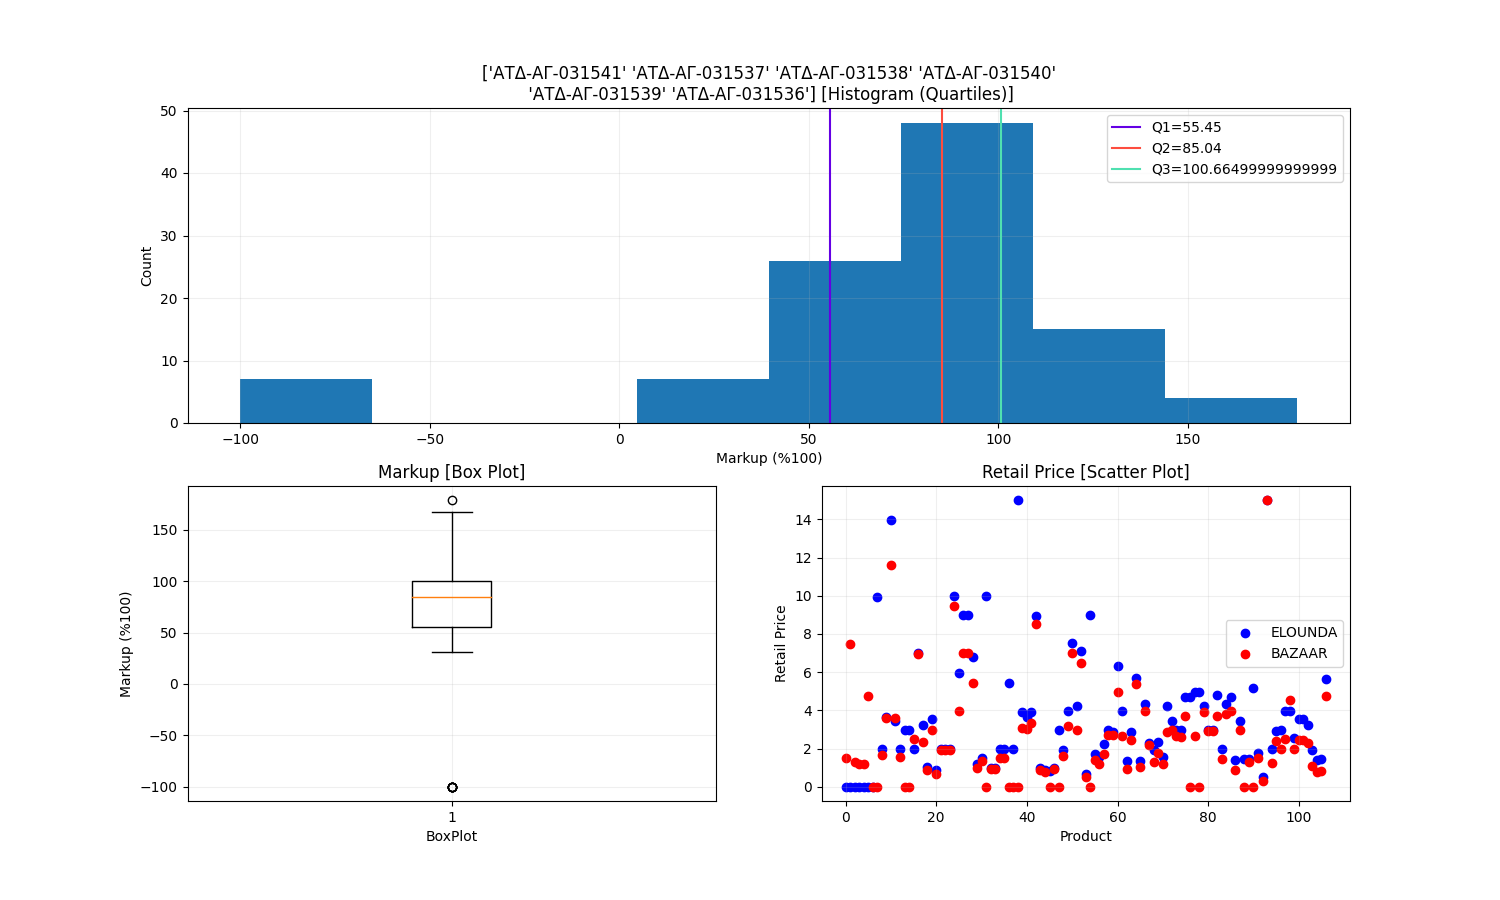 ['ΑΤΔ-ΑΓ-031541' 'ΑΤΔ-ΑΓ-031537' 'ΑΤΔ-ΑΓ-031538' 'ΑΤΔ-ΑΓ-031540'
'ΑΤΔ-ΑΓ-031539' 'ΑΤΔ-ΑΓ-031536'] [Histogram (Quartiles)]
50
40
30
20
10
0
Count
Q1=55.45
Q2=85.04
Q3=100.66499999999999
−100
−50
0
50
100
150
Markup (%100)
Markup [Box Plot]
150
100
50
0
−50
−100
Markup (%100)
1
BoxPlot
Retail Price [Scatter Plot]
14
12
10
8
6
4
2
0
Retail Price
ELOUNDA
BAZAAR
0
20
40
60
80
100
Product